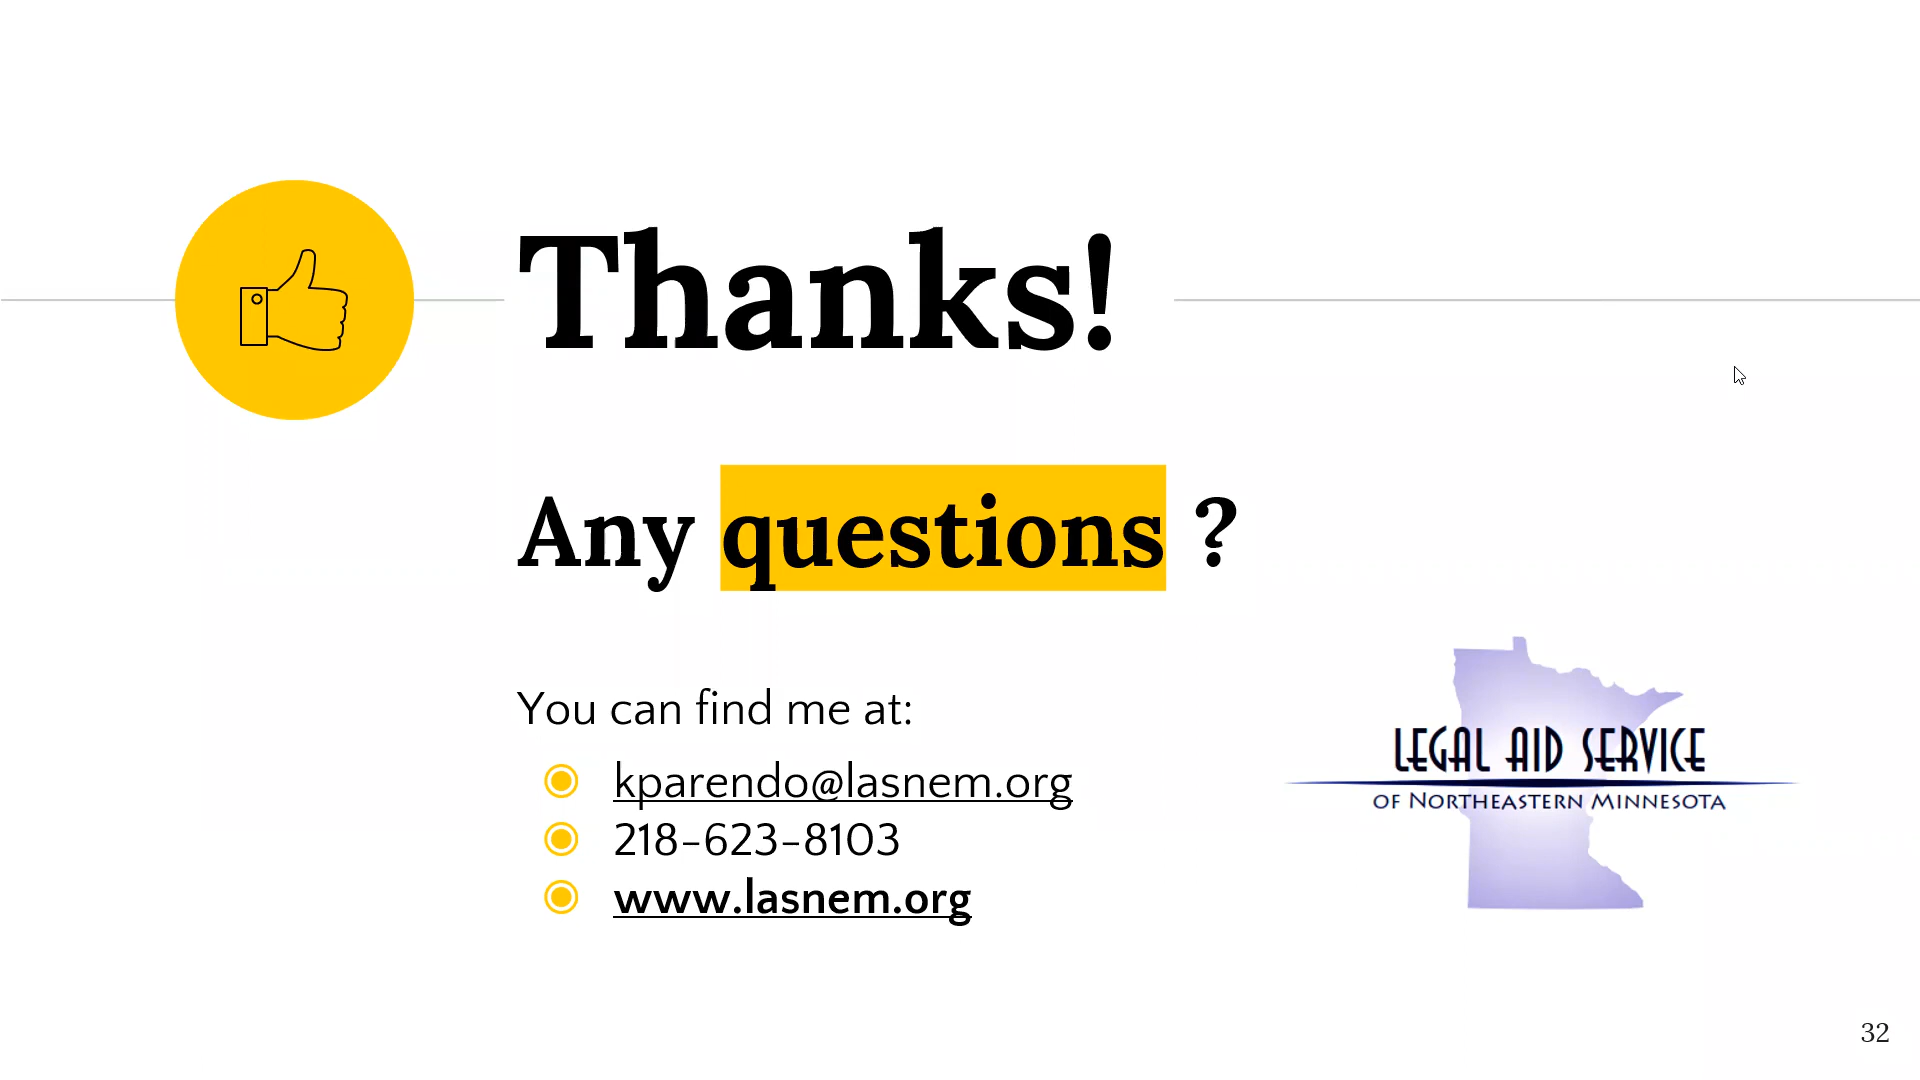 Thanks!
Any questions ?
You can find me at:
kparendo@lasnem.org
218-623-8103
www.lasnem.org
LEGAL AID SERVICE
OF NORTHEASTERN MINNESOTA
32